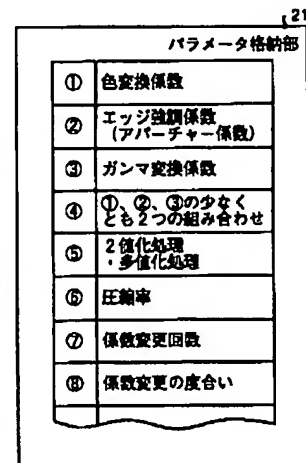 21
パラメータ格納部
① 色変換係数
② エッジ強調係数
(アパーチャー係数)
③ ガンマ変換係数
④ ①、②、③の少なく
とも2つの組み合わせ
⑤ 2値化処理
・多値化処理
⑥ 圧縮率
⑦ 係数変更回数
⑧ 係数変更の度合い